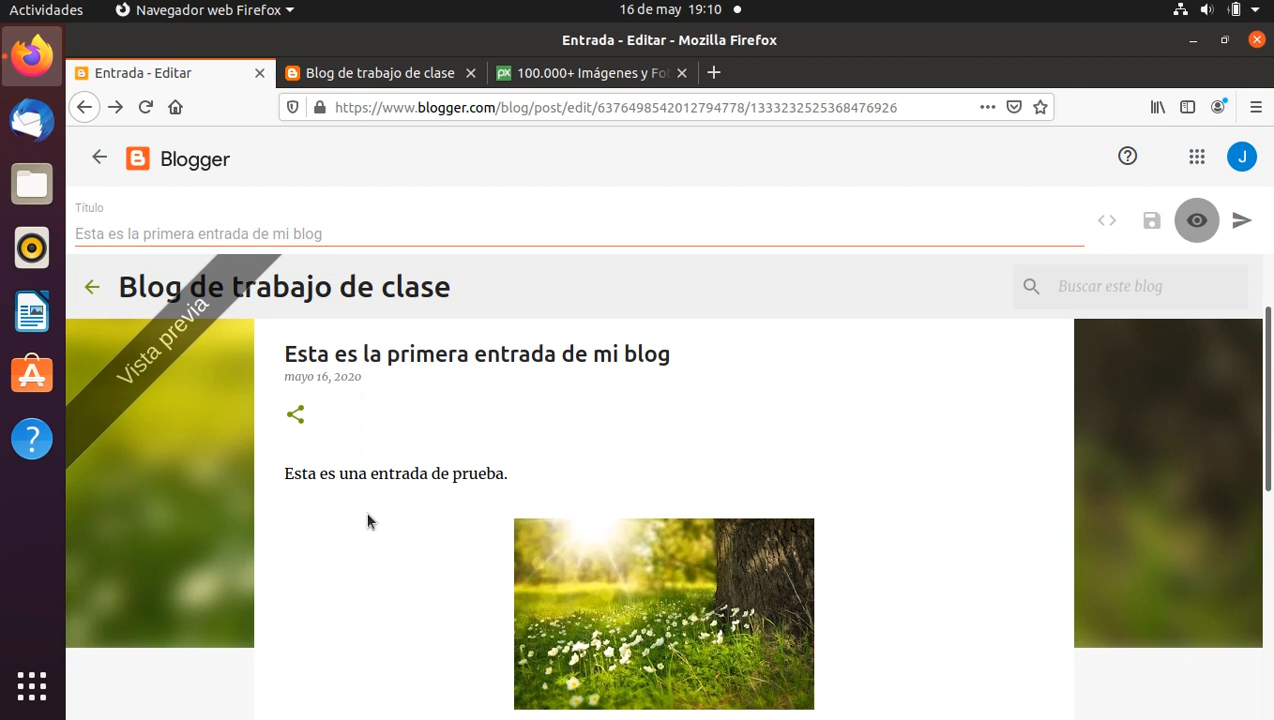 Actividades
Navegador web Firefox
16 de may 19:10
Entrada - Editar - Mozilla Firefox
Entrada - Editar
Blog de trabajo de clase
px
100.000+ Imágenes y Fot
https://www.blogger.com/blog/post/edit/6376498542012794778/1333232525368476926
Blogger
J
Título
Esta es la primera entrada de mi blog
Blog de trabajo de clase
Buscar este blog
Vista previa
Esta es la primera entrada de mi blog
mayo 16, 2020
Esta es una entrada de prueba.